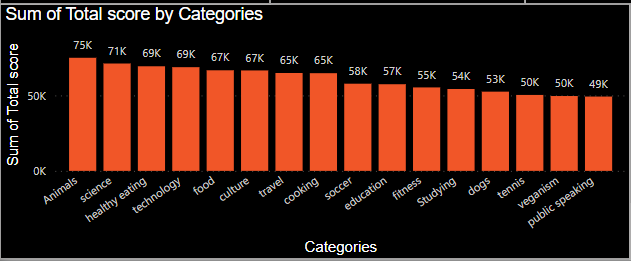 Sum of Total score by Categories
Sum of Total score
75K 71K 69K 69K 67K 67K 65K 65K 58K 57K 55K 54K 53K 50K 50K 49K
50K
0K
Animals science healthy eating technology food culture travel cooking soccer education fitness Studying dogs tennis veganism public speaking
Categories